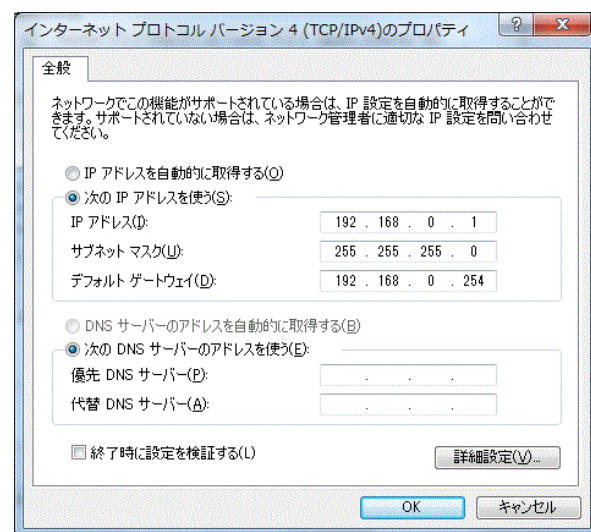 インターネット プロトコル バージョン 4 (TCP/IPv4)のプロパティ
全般
ネットワークでこの機能がサポートされている場合は、IP 設定を自動的に取得することがで
きます。サポートされていない場合は、ネットワーク管理者に適切な IP 設定を問い合わせ
てください。
IP アドレスを自動的に取得する(O)
次の IP アドレスを使う(S):
IP アドレス(I): 192 . 168 . 0 . 1
サブネット マスク(U): 255 . 255 . 255 . 0
デフォルト ゲートウェイ(D): 192 . 168 . 0 . 254
DNS サーバーのアドレスを自動的に取得する(B)
次の DNS サーバーのアドレスを使う(E):
優先 DNS サーバー(P): . . .
代替 DNS サーバー(A): . . .
終了時に設定を検証する(L)
詳細設定(V)...
OK キャンセル